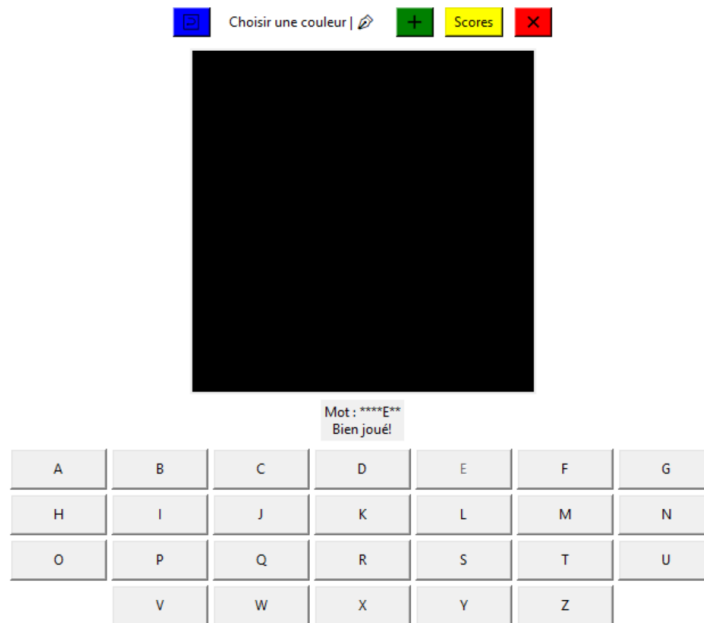 Choisir une couleur | Scores
Mot : ****E**
Bien joué!
A B C D E F G
H I J K L M N
O P Q R S T U
V W X Y Z